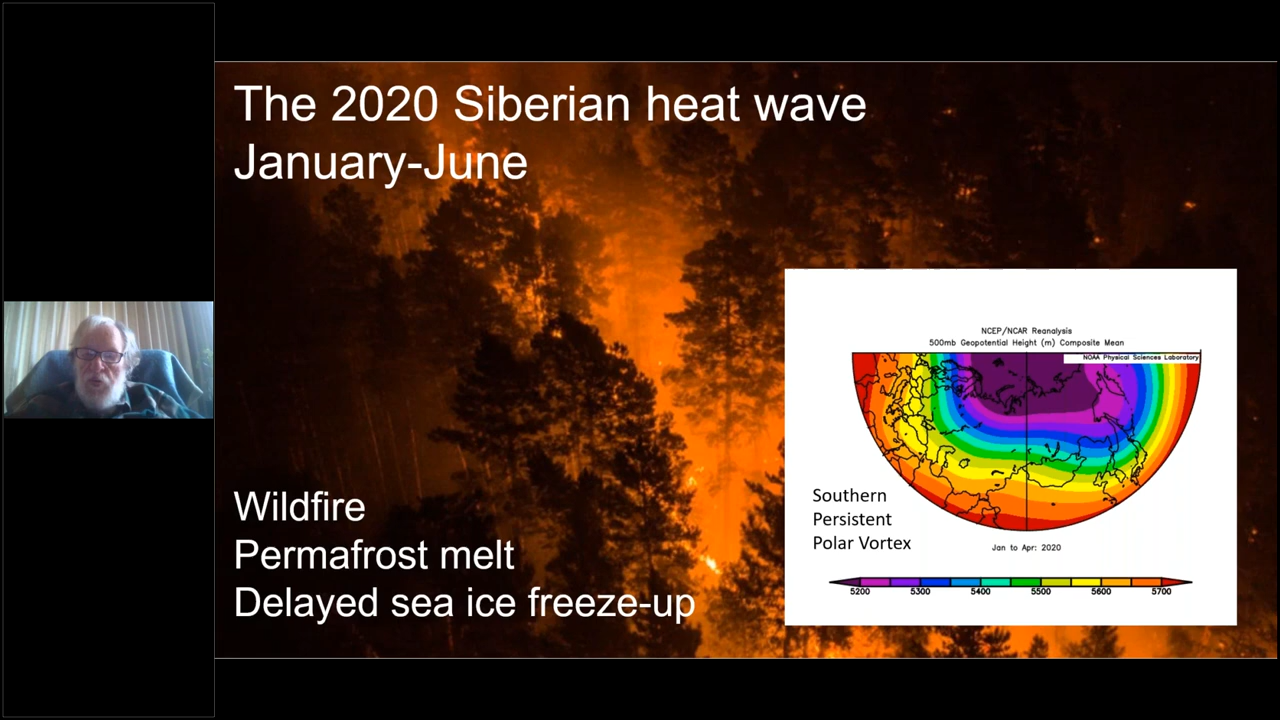 The 2020 Siberian heat wave
January-June
Wildfire
Permafrost melt
Delayed sea ice freeze-up
NCEP/NCAR Reanalysis
500mb Geopotential Height (m) Composite Mean
NOAA Physical Sciences Laboratory
Southern
Persistent
Polar Vortex
Jan to Apr: 2020
5200 5300 5400 5500 5600 5700